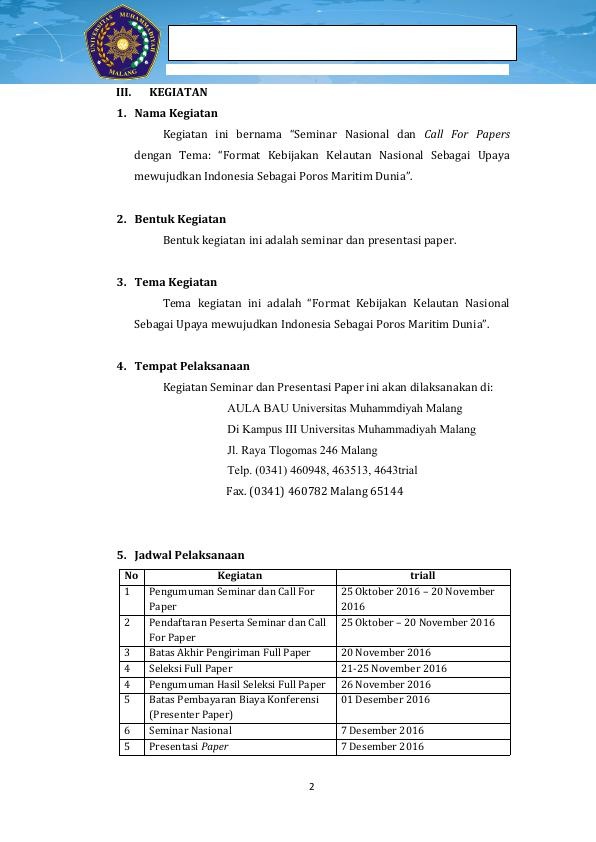 UNIVERSITAS MUHAMMADIYAH
MALANG
III. KEGIATAN
1. Nama Kegiatan
Kegiatan ini bernama “Seminar Nasional dan Call For Papers
dengan Tema: “Format Kebijakan Kelautan Nasional Sebagai Upaya
mewujudkan Indonesia Sebagai Poros Maritim Dunia”.
2. Bentuk Kegiatan
Bentuk kegiatan ini adalah seminar dan presentasi paper.
3. Tema Kegiatan
Tema kegiatan ini adalah “Format Kebijakan Kelautan Nasional
Sebagai Upaya mewujudkan Indonesia Sebagai Poros Maritim Dunia”.
4. Tempat Pelaksanaan
Kegiatan Seminar dan Presentasi Paper ini akan dilaksanakan di:
AULA BAU Universitas Muhammdiyah Malang
Di Kampus III Universitas Muhammadiyah Malang
Jl. Raya Tlogomas 246 Malang
Telp. (0341) 460948, 463513, 4643trial
Fax. (0341) 460782 Malang 65144
5. Jadwal Pelaksanaan
No Kegiatan triall
1 Pengumuman Seminar dan Call For 25 Oktober 2016 – 20 November
Paper 2016
2 Pendaftaran Peserta Seminar dan Call 25 Oktober – 20 November 2016
For Paper
3 Batas Akhir Pengiriman Full Paper 20 November 2016
4 Seleksi Full Paper 21-25 November 2016
4 Pengumuman Hasil Seleksi Full Paper 26 November 2016
5 Batas Pembayaran Biaya Konferensi 01 Desember 2016
(Presenter Paper)
6 Seminar Nasional 7 Desember 2016
5 Presentasi Paper 7 Desember 2016
2